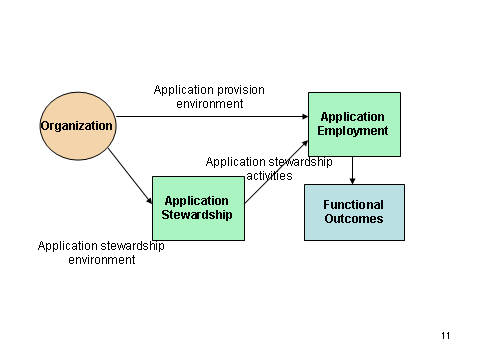 Application provision
environment
Organization
Application
Employment
Application stewardship
activities
Application
Stewardship
Functional
Outcomes
Application stewardship
environment
11